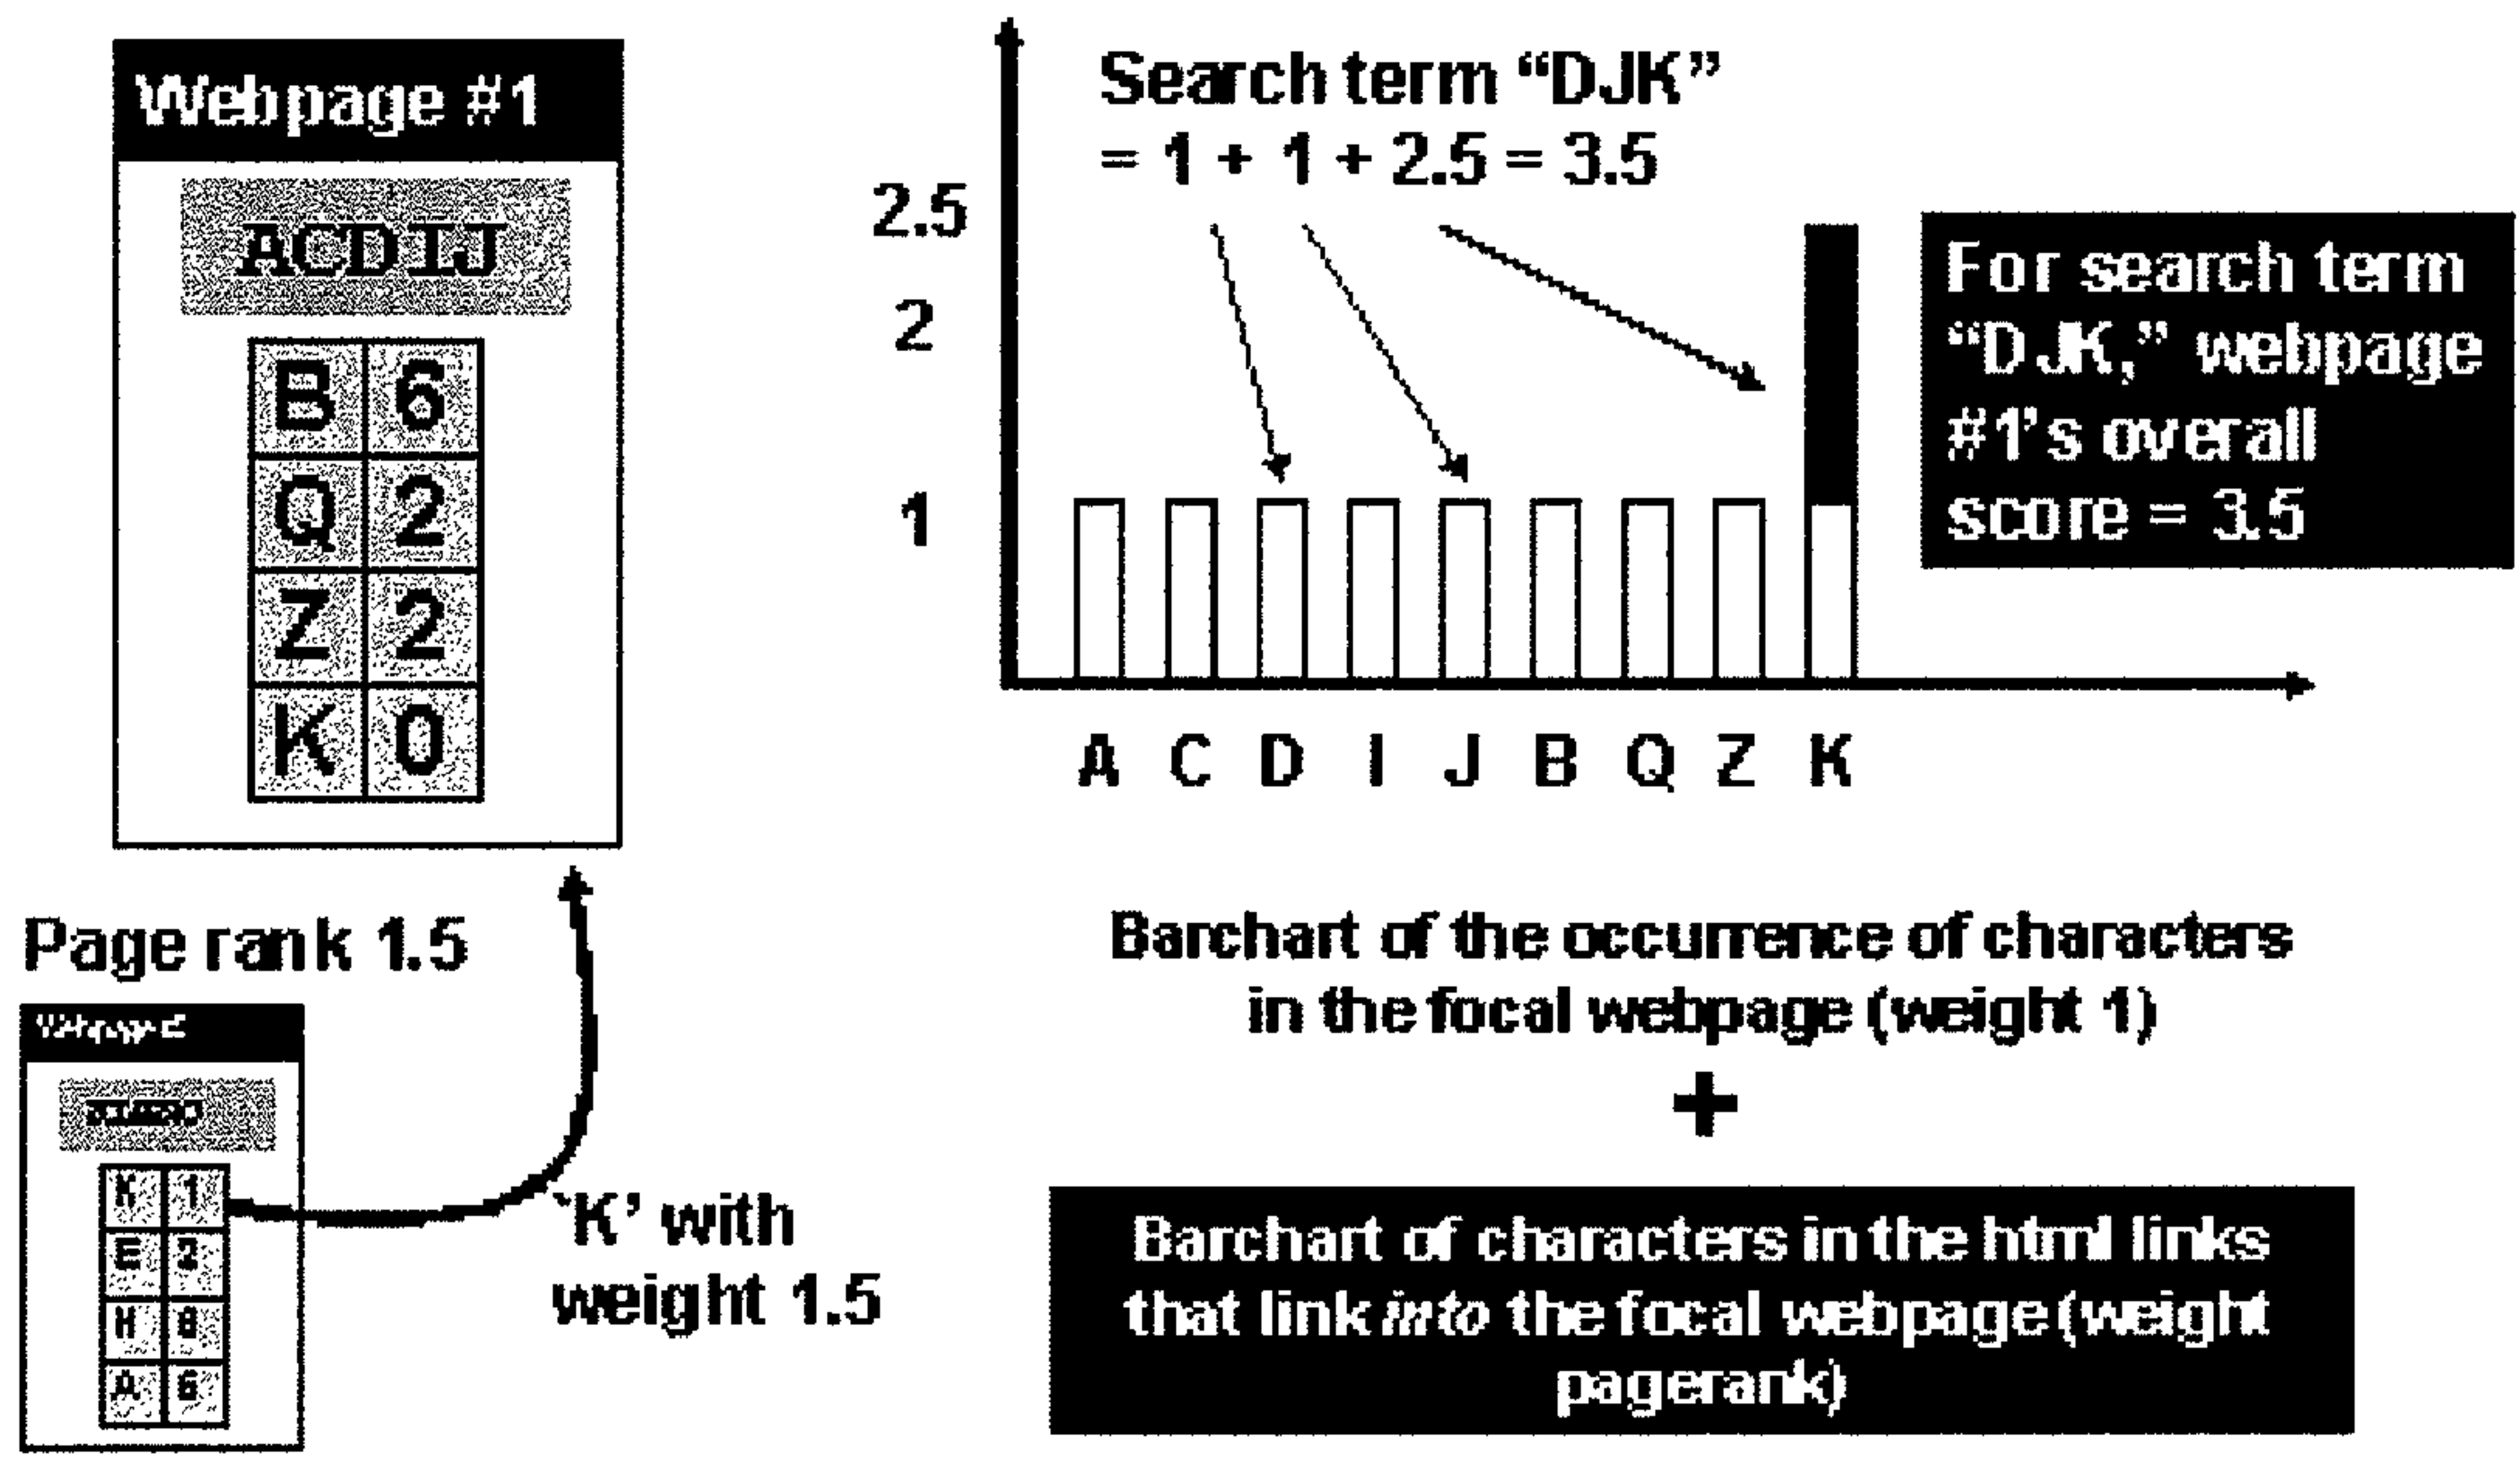 Webpage #1
ACDIJ
B 6
Q 2
Z 2
K 0
Page rank 1.5
K 1
E 2
H 8
A 6
‘K’ with
weight 1.5
Search term “DJK”
= 1 + 1 + 2.5 = 3.5
2.5
2
1
A C D I J B Q Z K
For search term
“DJK,” webpage
#1’s overall
score = 3.5
Barchart of the occurrence of characters
in the focal webpage (weight 1)
+
Barchart of characters in the html links
that link into the focal webpage (weight
pagerank)